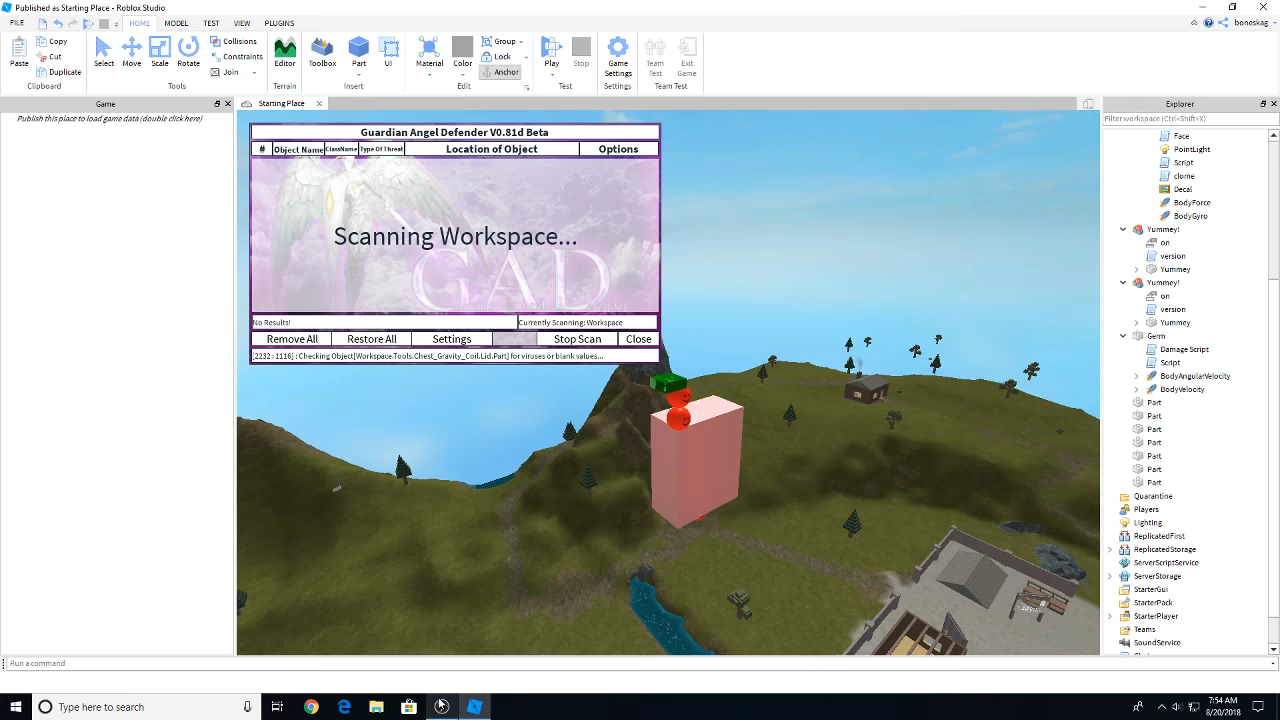 Published as Starting Place - Roblox Studio
FILE HOME MODEL TEST VIEW PLUGINS boneskag
Paste Copy Cut Duplicate Select Move Scale Rotate Collisions Constraints Join Editor Toolbox Part UI Material Color Group Lock Anchor Play Stop Game Settings Team Test Exit Game
Clipboard Tools Terrain Insert Edit Test Settings Team Test
Game
Publish this place to load game data (double click here)
Starting Place
Guardian Angel Defender V0.81d Beta
# Object Name ClassName Type Of Threat Location of Object Options
Scanning Workspace...
GAD
No Results! Currently Scanning: Workspace
Remove All Restore All Settings Stop Scan Close
[2232 : 1116] : Checking Object[Workspace.Tools.Chest_Gravity_Coil.Lid.Part] for viruses or blank values...
Explorer
Filter workspace (Ctrl+Shift+X)
Face
PointLight
Script
clome
Decal
BodyForce
BodyGyro
Yummey!
on
version
Yummey
Yummey!
on
version
Yummey
Germ
Damage Script
Script
BodyAngularVelocity
BodyVelocity
Part
Part
Part
Part
Part
Part
Part
Quarantine
Players
Lighting
ReplicatedFirst
ReplicatedStorage
ServerScriptService
ServerStorage
StarterGui
StarterPack
StarterPlayer
Teams
SoundService
Run a command
Type here to search
7:54 AM
8/20/2018